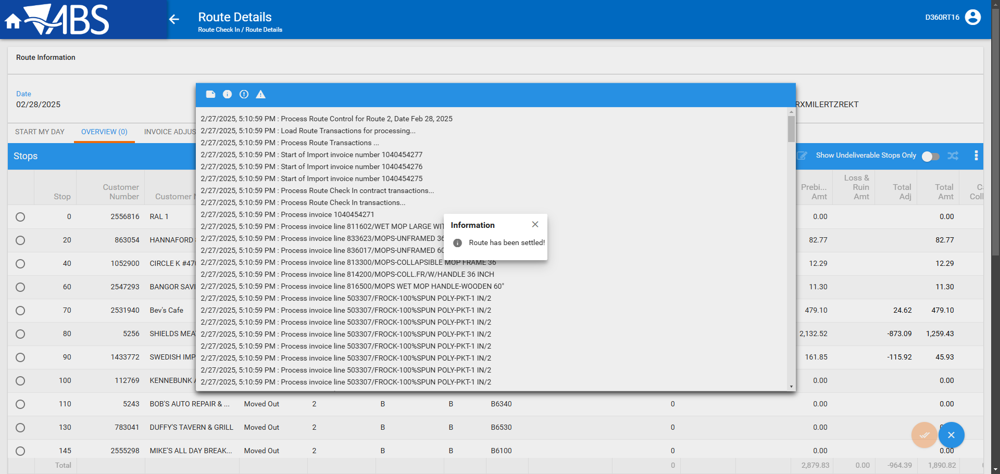 ABS
Route Details
Route Check In / Route Details
D360RT16
Route Information
Date
02/28/2025
RXMILERTZREKT
START MY DAY
OVERVIEW (0)
INVOICE ADJUS
Stops
Show Undeliverable Stops Only
2/27/2025, 5:10:59 PM : Process Route Control for Route 2, Date Feb 28, 2025
2/27/2025, 5:10:59 PM : Load Route Transactions for processing...
2/27/2025, 5:10:59 PM : Process Route Transactions ...
2/27/2025, 5:10:59 PM : Start of Import invoice number 1040454277
2/27/2025, 5:10:59 PM : Start of Import invoice number 1040454276
2/27/2025, 5:10:59 PM : Start of Import invoice number 1040454275
2/27/2025, 5:10:59 PM : Process Route Check In contract transactions...
2/27/2025, 5:10:59 PM : Process Route Check In transactions...
2/27/2025, 5:10:59 PM : Process invoice 1040454271
2/27/2025, 5:10:59 PM : Process invoice line 811602/WET MOP LARGE WIT
2/27/2025, 5:10:59 PM : Process invoice line 833623/MOPS-UNFRAMED 36
2/27/2025, 5:10:59 PM : Process invoice line 836017/MOPS-UNFRAMED 60
2/27/2025, 5:10:59 PM : Process invoice line 813300/MOPS-COLLAPSIBLE MOP FRAME 36
2/27/2025, 5:10:59 PM : Process invoice line 814200/MOPS-COLL.FR/W/HANDLE 36 INCH
2/27/2025, 5:10:59 PM : Process invoice line 816500/MOPS WET MOP HANDLE-WOODEN 60"
2/27/2025, 5:10:59 PM : Process invoice line 503307/FROCK-100%SPUN POLY-PKT-1 IN/2
2/27/2025, 5:10:59 PM : Process invoice line 503307/FROCK-100%SPUN POLY-PKT-1 IN/2
2/27/2025, 5:10:59 PM : Process invoice line 503307/FROCK-100%SPUN POLY-PKT-1 IN/2
2/27/2025, 5:10:59 PM : Process invoice line 503307/FROCK-100%SPUN POLY-PKT-1 IN/2
2/27/2025, 5:10:59 PM : Process invoice line 503307/FROCK-100%SPUN POLY-PKT-1 IN/2
2/27/2025, 5:10:59 PM : Process invoice line 503307/FROCK-100%SPUN POLY-PKT-1 IN/2
2/27/2025, 5:10:59 PM : Process invoice line 503307/FROCK-100%SPUN POLY-PKT-1 IN/2
2/27/2025, 5:10:59 PM : Process invoice line 503307/FROCK-100%SPUN POLY-PKT-1 IN/2
Information
Route has been settled!
Stop Customer Number Customer N Prebi... Amt Loss & Ruin Amt Total Adj Total Amt Ca Coll
0 2556816 RAL 1 0.00 0.00
20 863054 HANNAFORD 82.77 82.77
40 1052900 CIRCLE K #47 12.29 12.29
60 2547293 BANGOR SAVI 11.30 11.30
70 2531940 Bev's Cafe 479.10 24.62 479.10
80 5256 SHIELDS MEA 2,132.52 -873.09 1,259.43
90 1433772 SWEDISH IMP 161.85 -115.92 45.93
100 112769 KENNEBUNK 0.00 0.00
110 5243 BOB'S AUTO REPAIR & ... Moved Out 2 B B B6340 0 0.00 0.00
130 783041 DUFFY'S TAVERN & GRILL Moved Out 2 B B B6530 0 0.00
145 2555298 MIKE'S ALL DAY BREAK... Moved Out 2 B B B6100 0 0.00 0.00
Total 0 2,879.83 0.00 -964.39 1,890.82